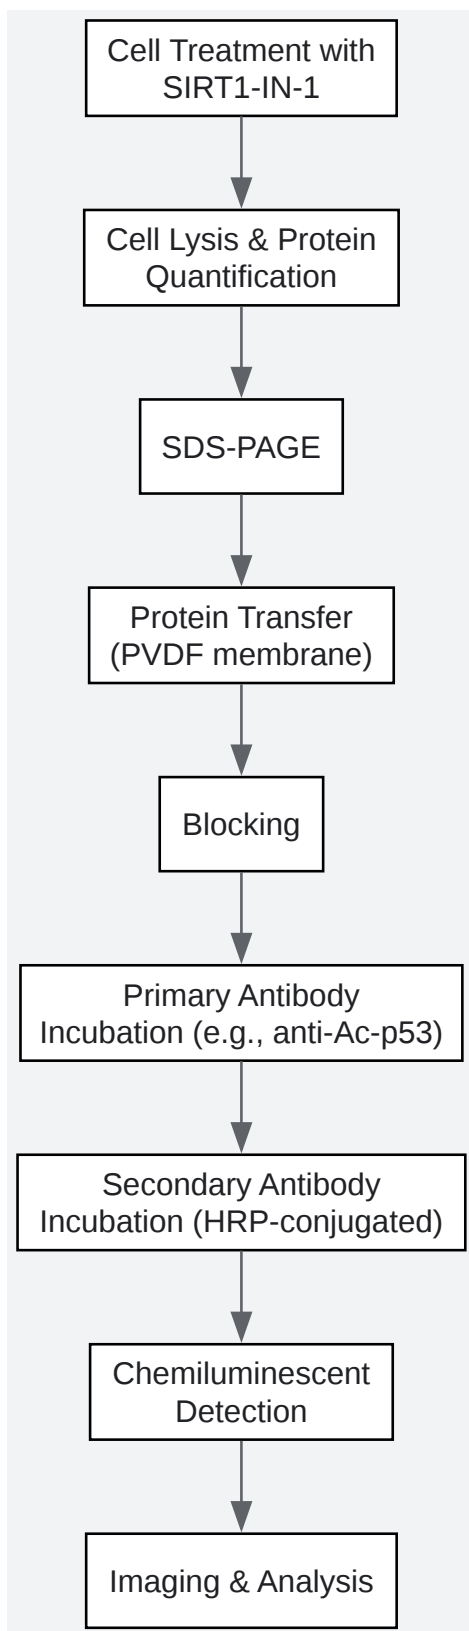 Cell Treatment with
SIRT1-IN-1
Cell Lysis & Protein
Quantification
SDS-PAGE
Protein Transfer
(PVDF membrane)
Blocking
Primary Antibody
Incubation (e.g., anti-Ac-p53)
Secondary Antibody
Incubation (HRP-conjugated)
Chemiluminescent
Detection
Imaging & Analysis